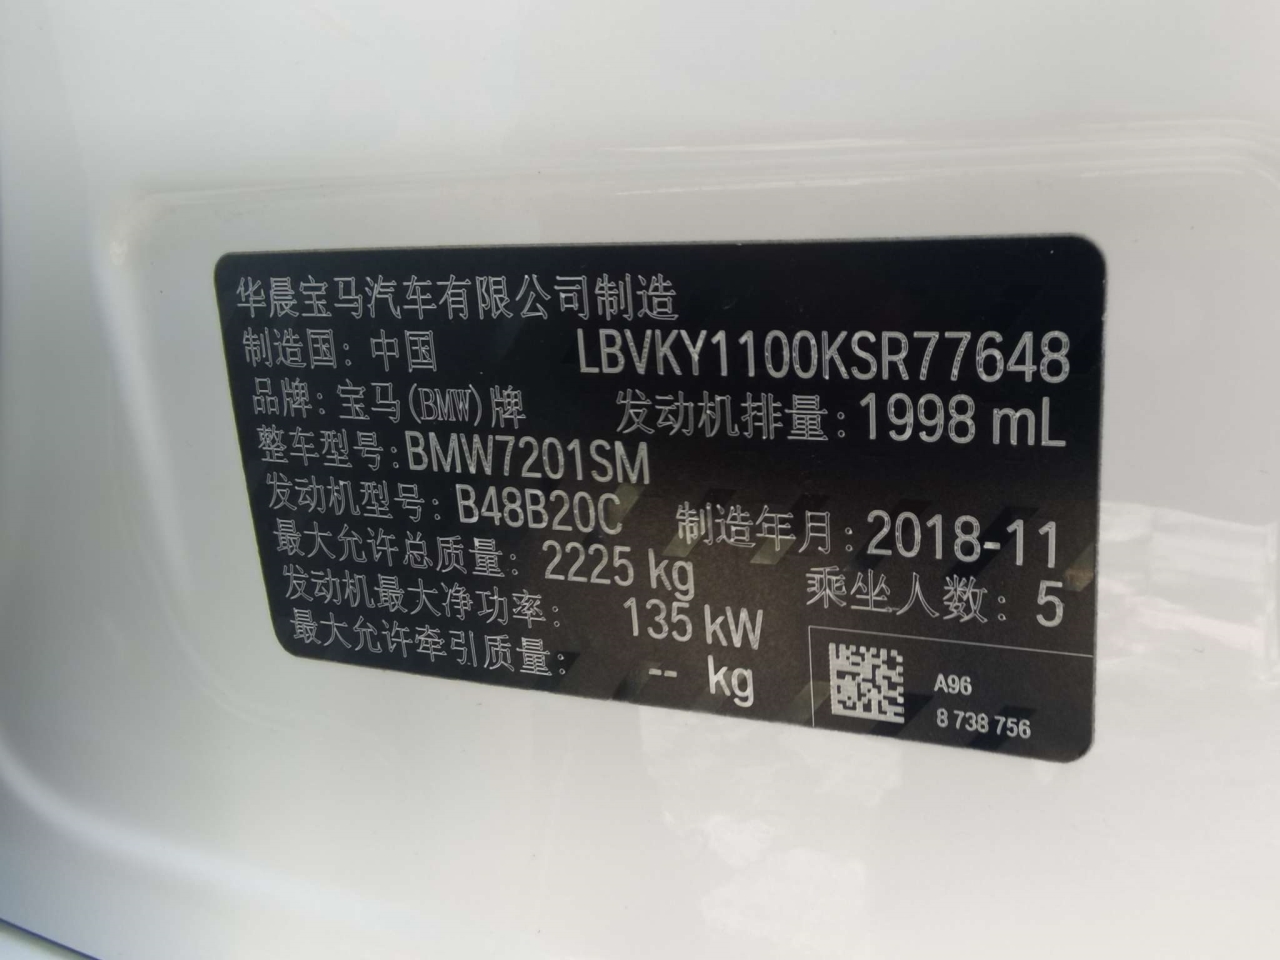 华晨宝马汽车有限公司制造
制造国：中国 LBVKY1100KSR77648
品牌：宝马(BMW)牌 发动机排量：1998 mL
整车型号：BMW7201SM
发动机型号：B48B20C 制造年月：2018-11
最大允许总质量：2225 kg 乘坐人数：5
发动机最大净功率：135 kW
最大允许牵引质量：-- kg
A96
8 738 756